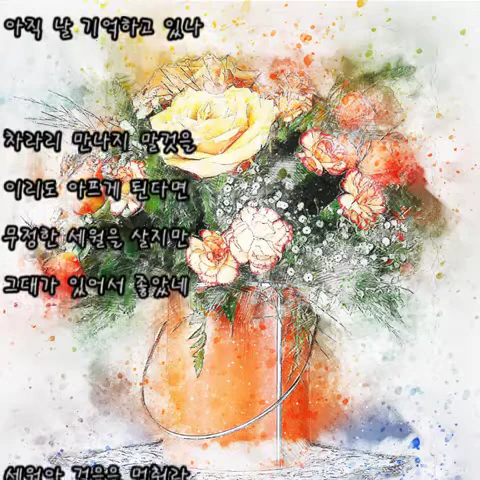 아직 날 기억하고 있나
차라리 만나지 말것을
이리도 아프게 된다면
무정한 세월을 살지만
그대가 있어서 좋았네
세월아 걸음을 멈춰라